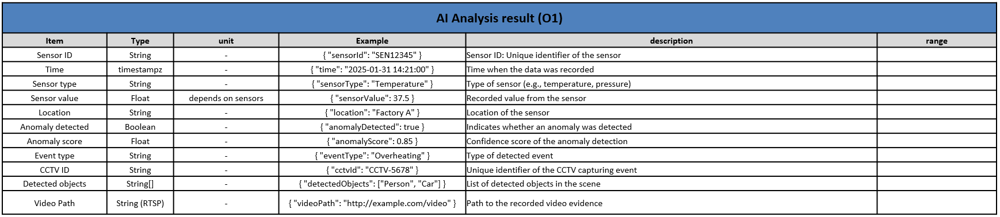 AI Analysis result (O1)
Item Type unit Example description range
Sensor ID String - { "sensorId": "SEN12345" } Sensor ID: Unique identifier of the sensor
Time timestampz - { "time": "2025-01-31 14:21:00" } Time when the data was recorded
Sensor type String - { "sensorType": "Temperature" } Type of sensor (e.g., temperature, pressure)
Sensor value Float depends on sensors { "sensorValue": 37.5 } Recorded value from the sensor
Location String - { "location": "Factory A" } Location of the sensor
Anomaly detected Boolean - { "anomalyDetected": true } Indicates whether an anomaly was detected
Anomaly score Float - { "anomalyScore": 0.85 } Confidence score of the anomaly detection
Event type String - { "eventType": "Overheating" } Type of detected event
CCTV ID String - { "cctvId": "CCTV-5678" } Unique identifier of the CCTV capturing event
Detected objects String[] - { "detectedObjects": ["Person", "Car"] } List of detected objects in the scene
Video Path String (RTSP) - { "videoPath": "http://example.com/video" } Path to the recorded video evidence